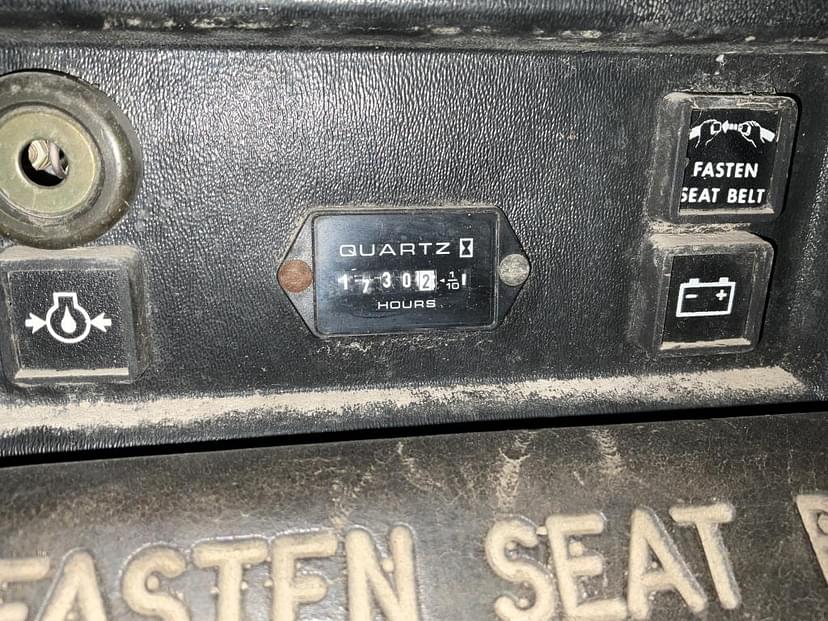 FASTEN
SEAT BELT
QUARTZ
17302 1/10
HOURS
- +
FASTEN SEAT